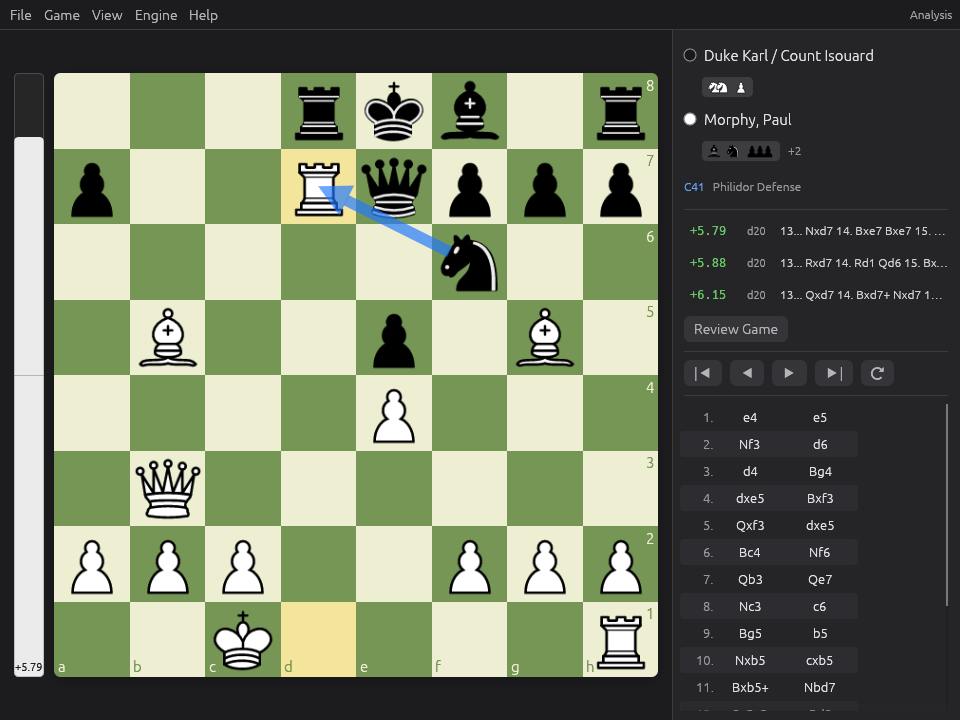 File Game View Engine Help Analysis
Duke Karl / Count Isouard
Morphy, Paul
+2
C41 Philidor Defense
+5.79 d20 13... Nxd7 14. Bxe7 Bxe7 15. ...
+5.88 d20 13... Rxd7 14. Rd1 Qd6 15. Bx...
+6.15 d20 13... Qxd7 14. Bxd7+ Nxd7 1...
Review Game
1. e4 e5
2. Nf3 d6
3. d4 Bg4
4. dxe5 Bxf3
5. Qxf3 dxe5
6. Bc4 Nf6
7. Qb3 Qe7
8. Nc3 c6
9. Bg5 b5
10. Nxb5 cxb5
11. Bxb5+ Nbd7
+5.79
8
7
6
5
4
3
2
1
a b c d e f g h